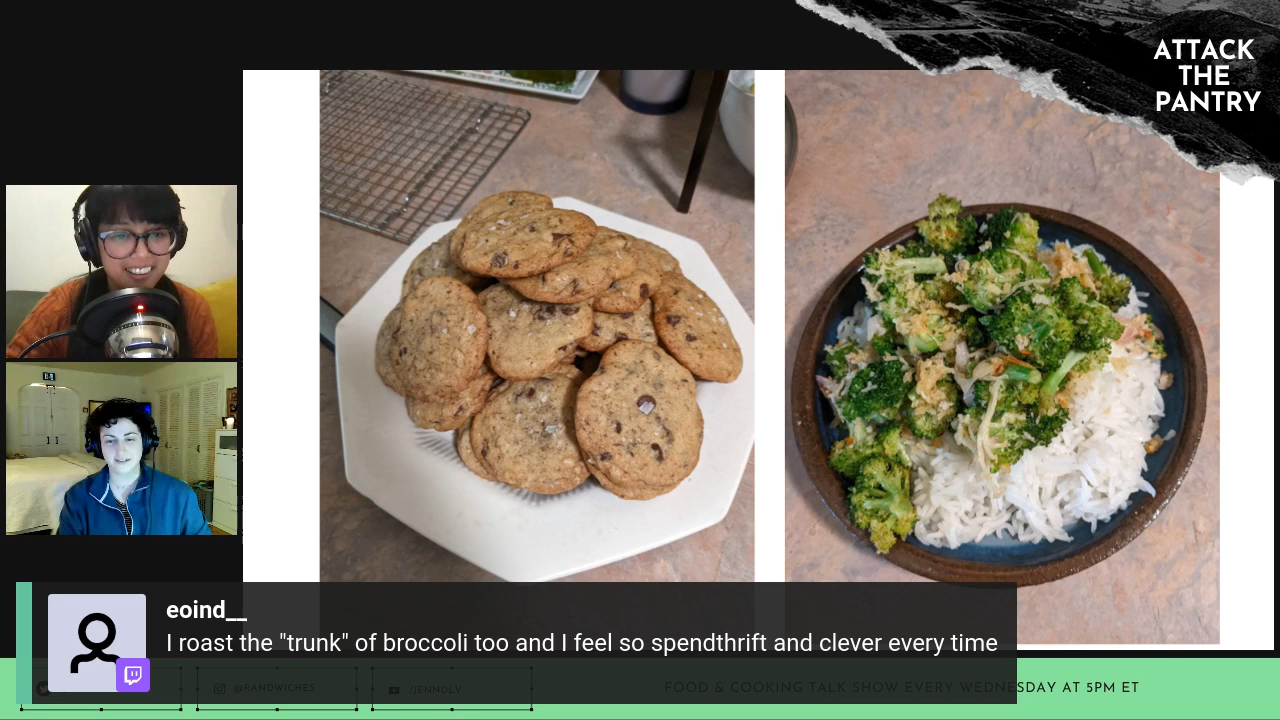 ATTACK
THE
PANTRY
eoind__
I roast the "trunk" of broccoli too and I feel so spendthrift and clever every time
@RANDWICHES
/JENNDLV
FOOD & COOKING TALK SHOW EVERY WEDNESDAY AT 5PM ET